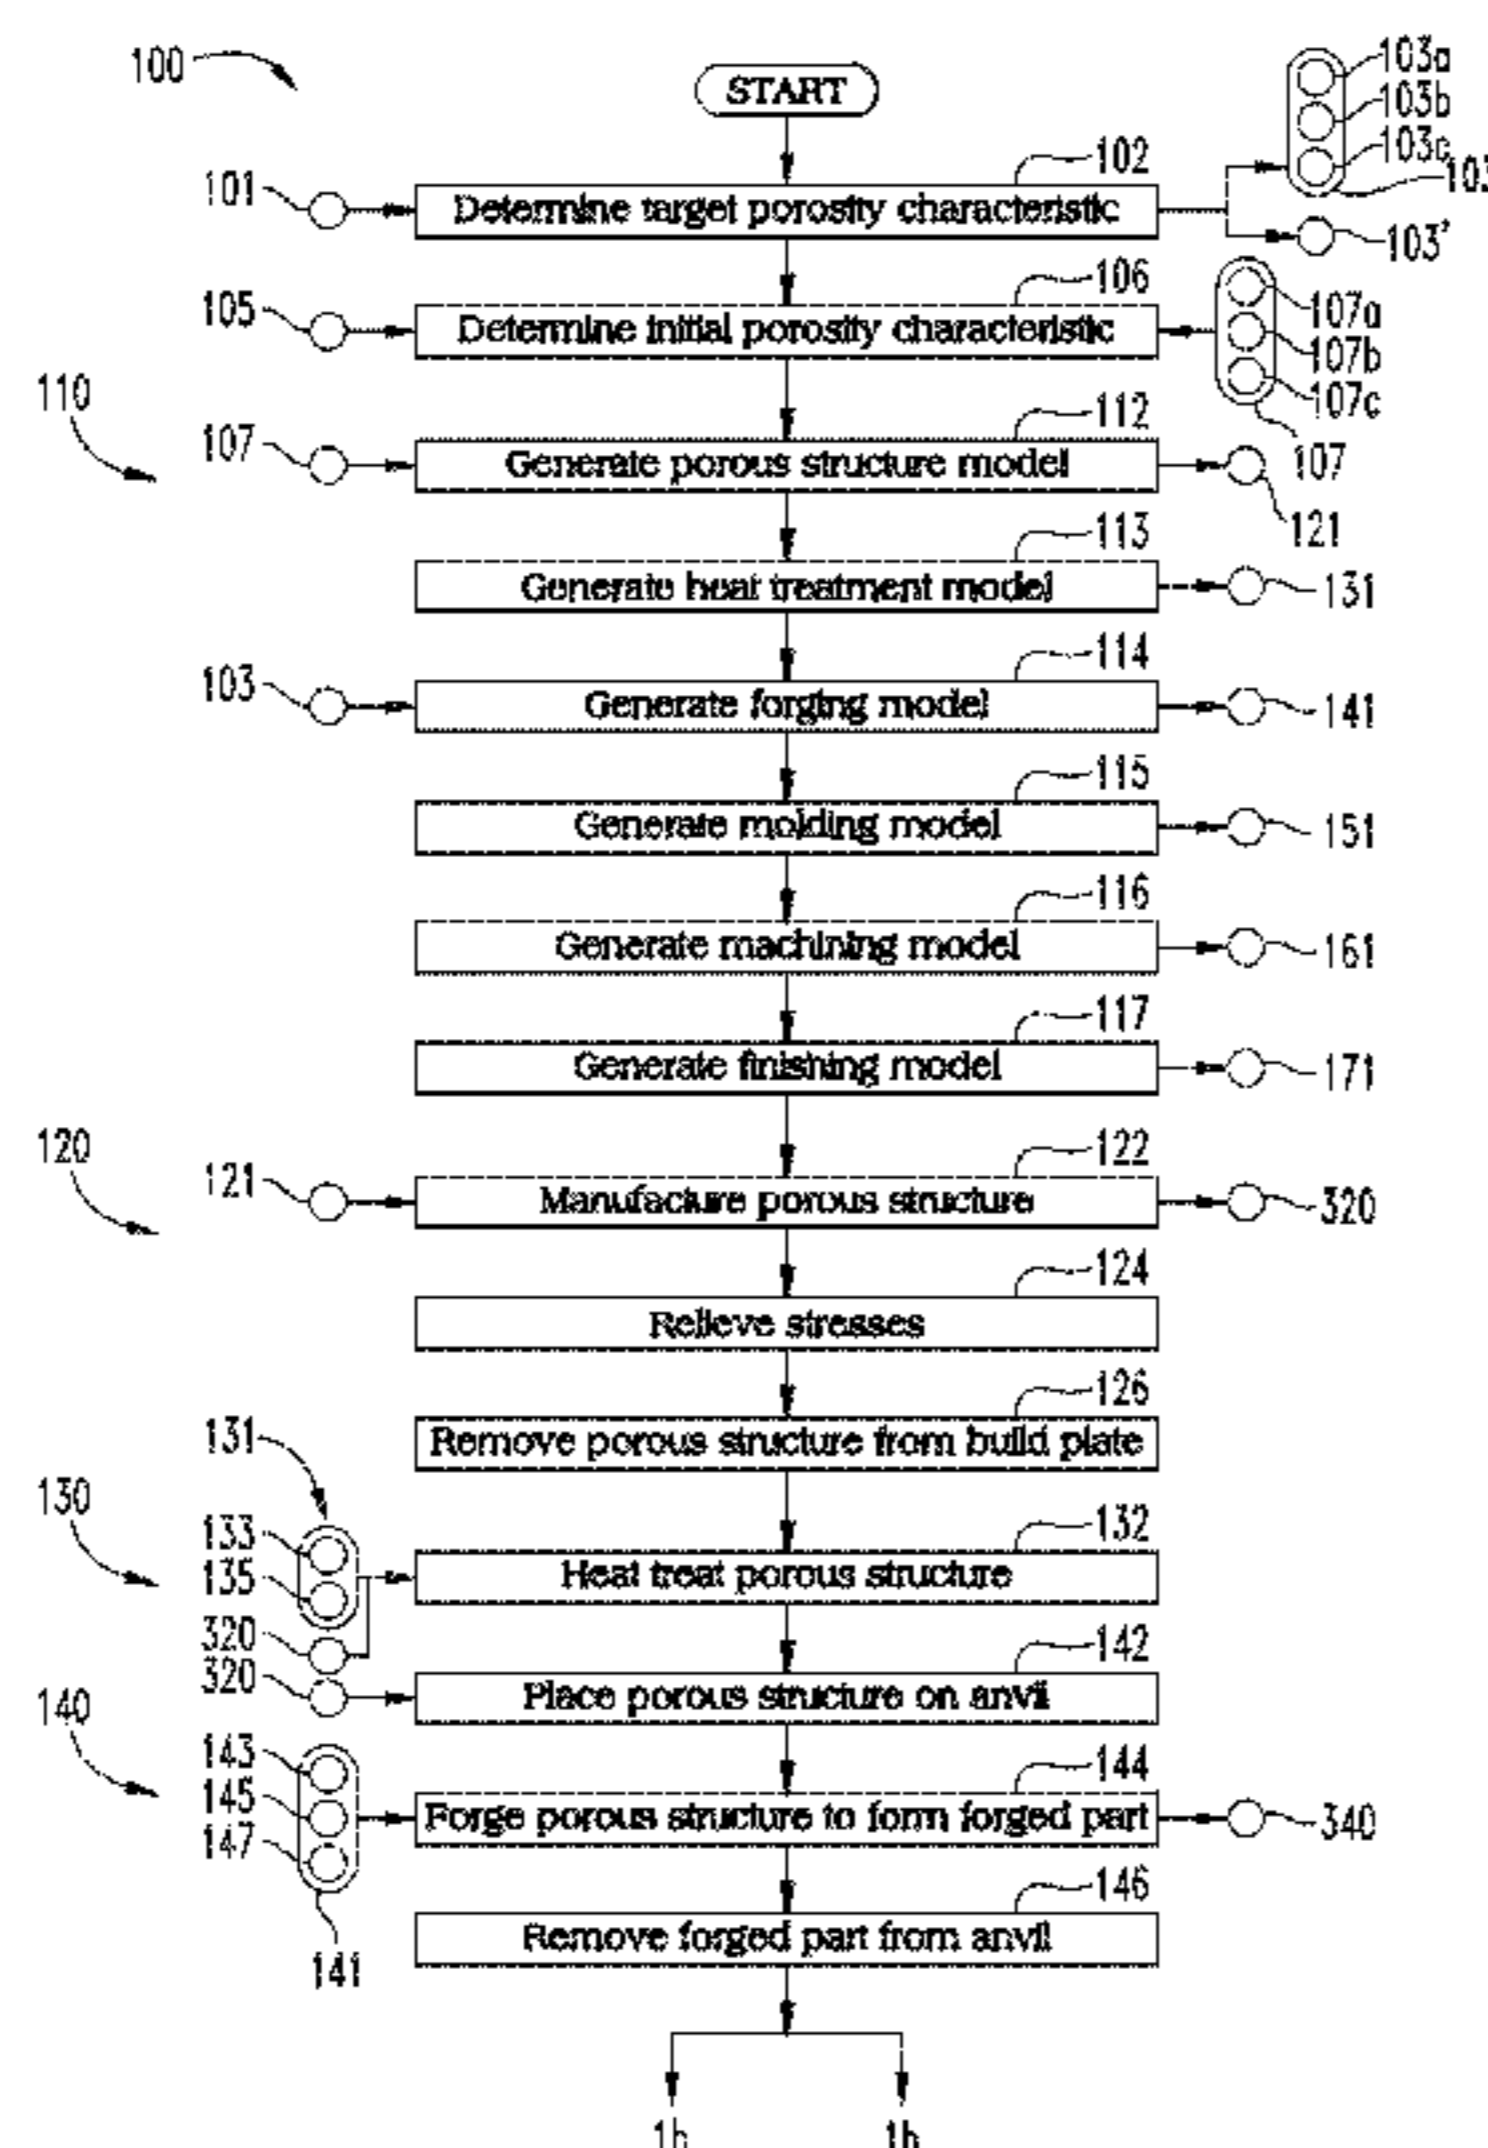 100
START
103a
103b
103c
103
102
101
Determine target porosity characteristic
103'
106
105
Determine initial porosity characteristic
107a
107b
107c
107
110
112
107
Generate porous structure model
121
113
Generate heat treatment model
131
114
103
Generate forging model
141
115
Generate molding model
151
116
Generate machining model
161
117
Generate finishing model
171
120
122
121
Manufacture porous structure
320
124
Relieve stresses
126
Remove porous structure from build plate
131
130
132
133
135
Heat treat porous structure
320
142
320
Place porous structure on anvil
140
143
144
145
147
Forge porous structure to form forged part
340
141
146
Remove forged part from anvil
1b
1b